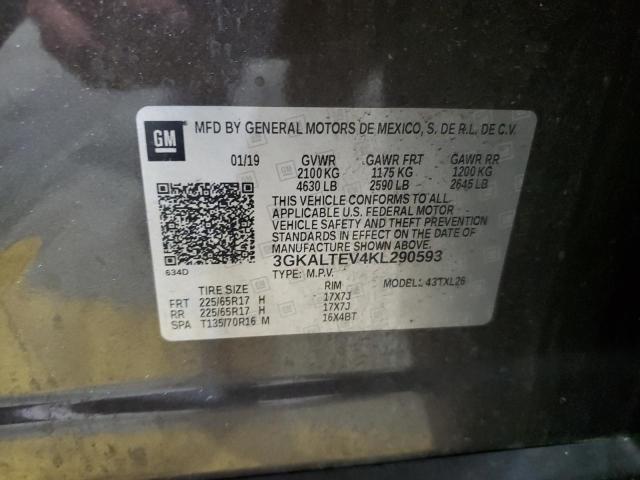 GM
MFD BY GENERAL MOTORS DE MEXICO, S. DE R.L. DE C.V.
01/19 GVWR GAWR FRT GAWR RR
2100 KG 1175 KG 1200 KG
4630 LB 2590 LB 2645 LB
THIS VEHICLE CONFORMS TO ALL
APPLICABLE U.S. FEDERAL MOTOR
VEHICLE SAFETY AND THEFT PREVENTION
STANDARDS IN EFFECT ON THE DATE OF
MANUFACTURE SHOWN ABOVE.
3GKALTEV4KL290593
634D
TYPE: M.P.V. MODEL: 43TXL26
TIRE SIZE RIM
FRT 225/65R17 H 17X7J
RR 225/65R17 H 17X7J
SPA T135/70R16 M 16X4BT